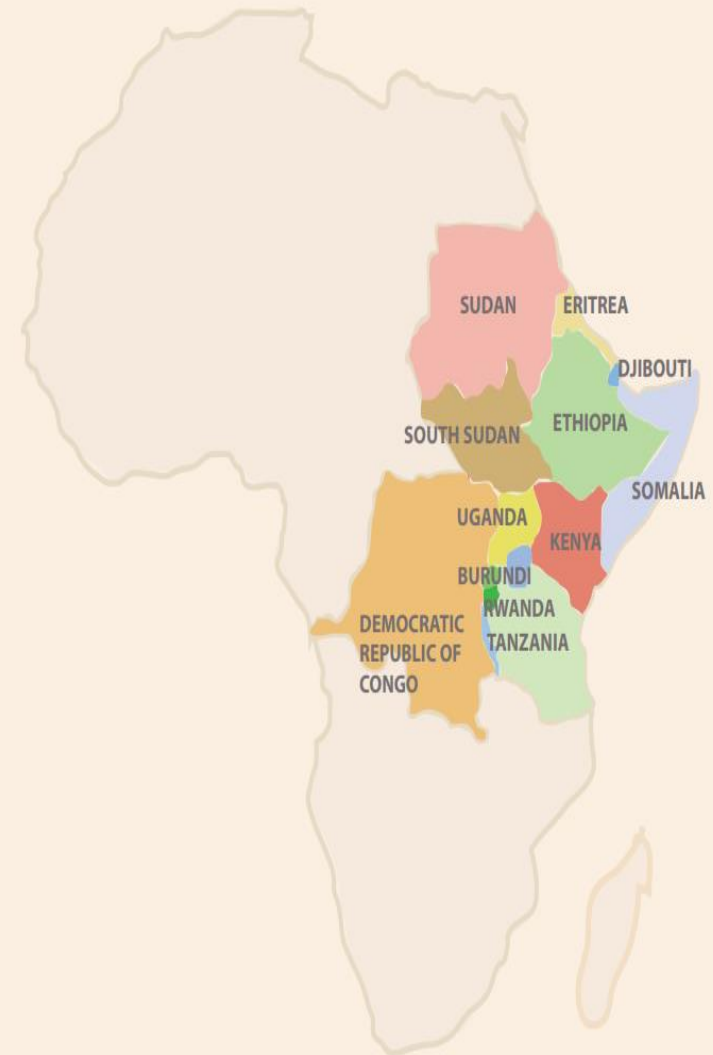 SUDAN
ERITREA
DJIBOUTI
ETHIOPIA
SOUTH SUDAN
SOMALIA
UGANDA
KENYA
BURUNDI
RWANDA
DEMOCRATIC
REPUBLIC OF
CONGO
TANZANIA